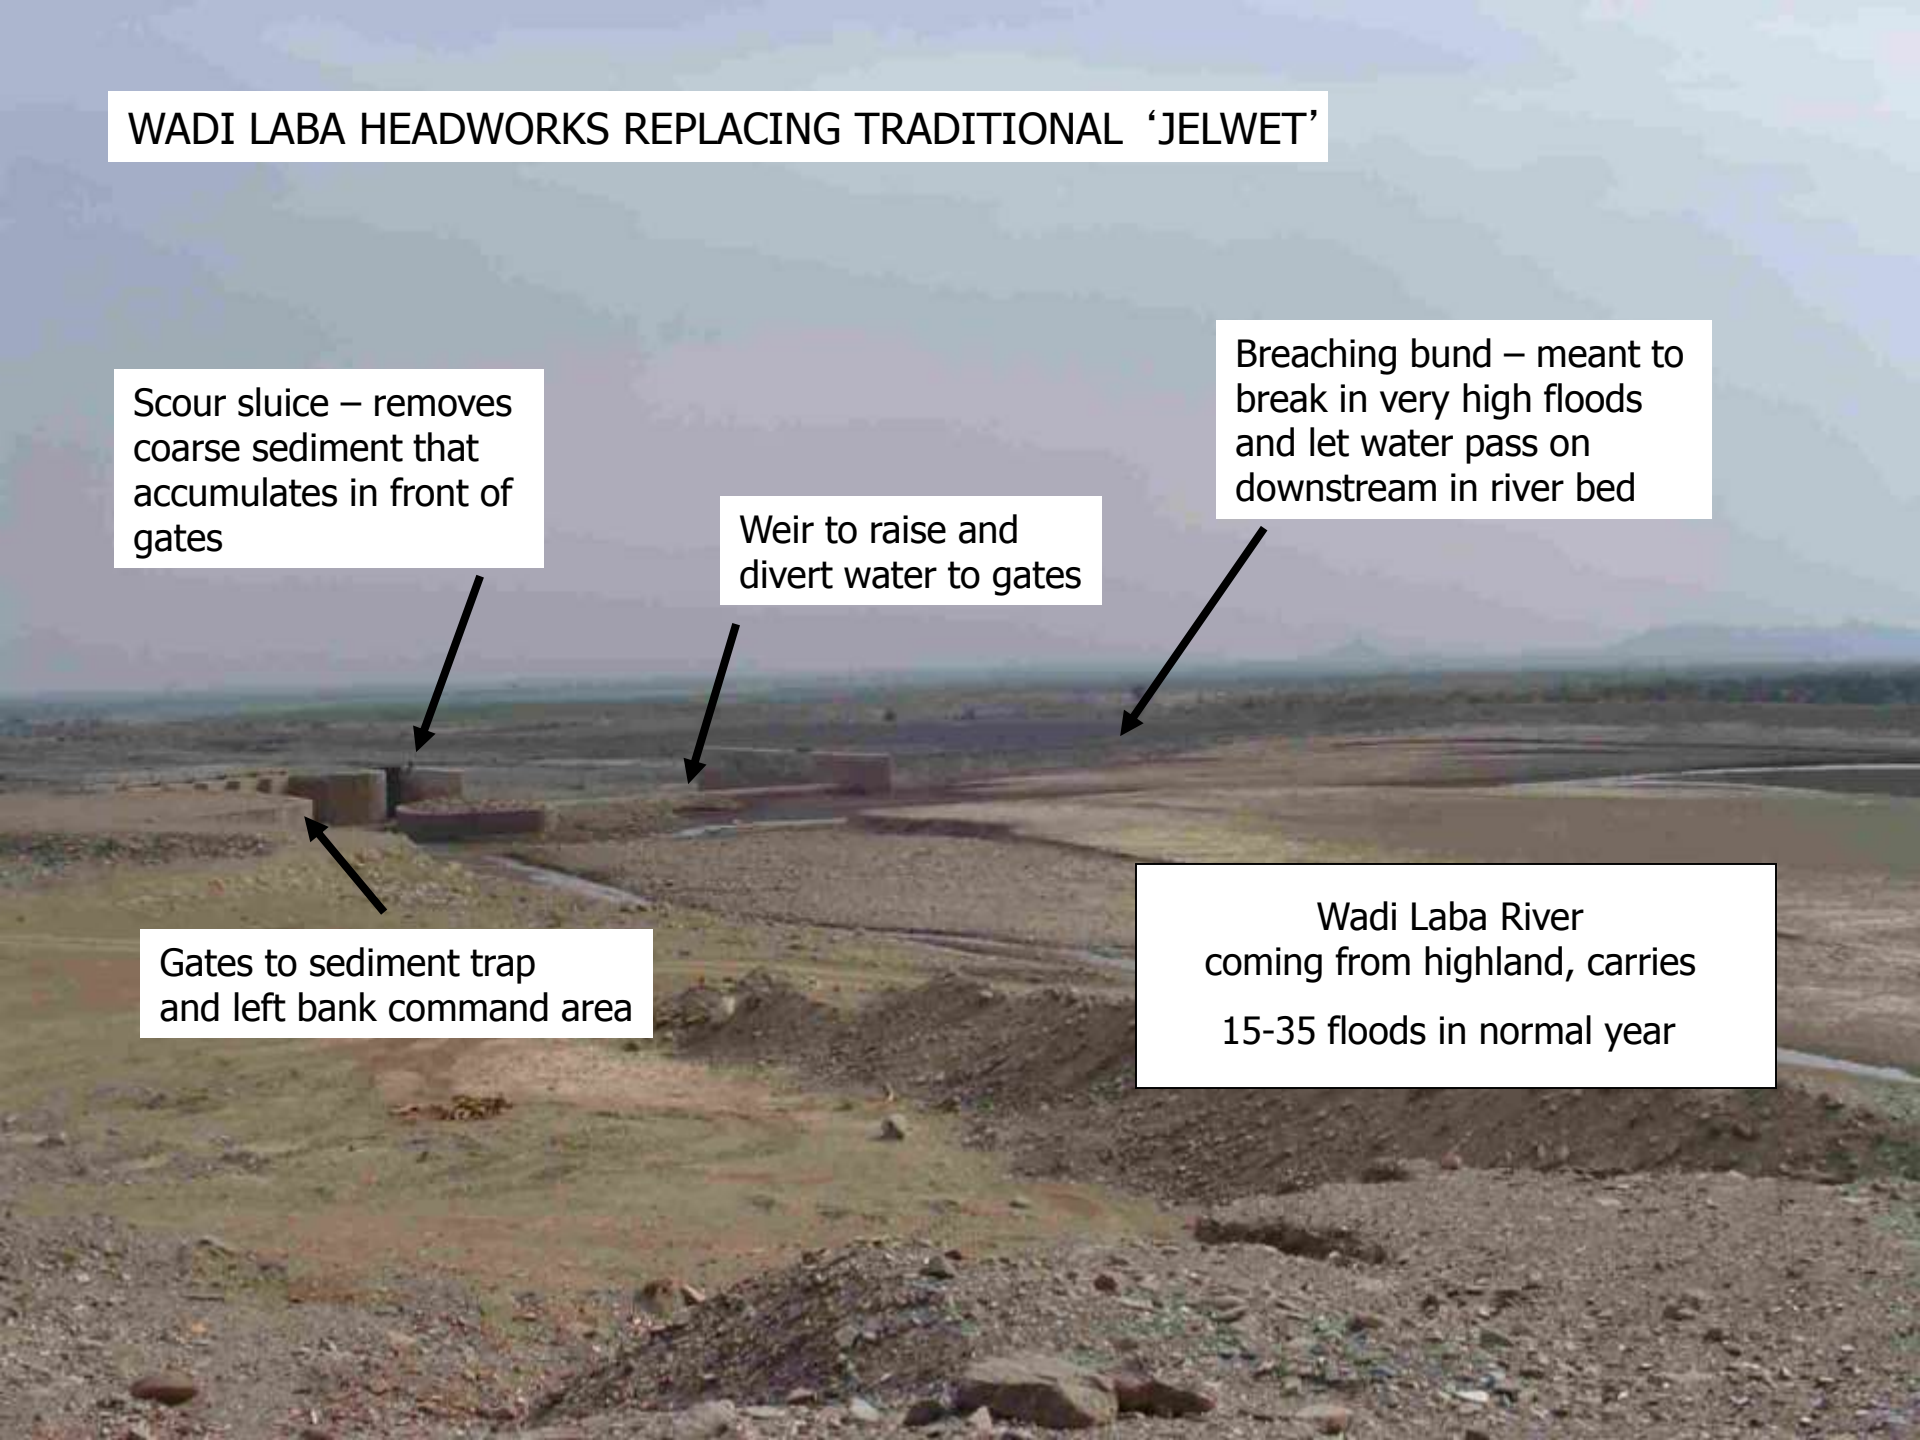 WADI LABA HEADWORKS REPLACING TRADITIONAL ‘JELWET’
Scour sluice – removes
coarse sediment that
accumulates in front of
gates
Weir to raise and
divert water to gates
Breaching bund – meant to
break in very high floods
and let water pass on
downstream in river bed
Gates to sediment trap
and left bank command area
Wadi Laba River
coming from highland, carries
15-35 floods in normal year